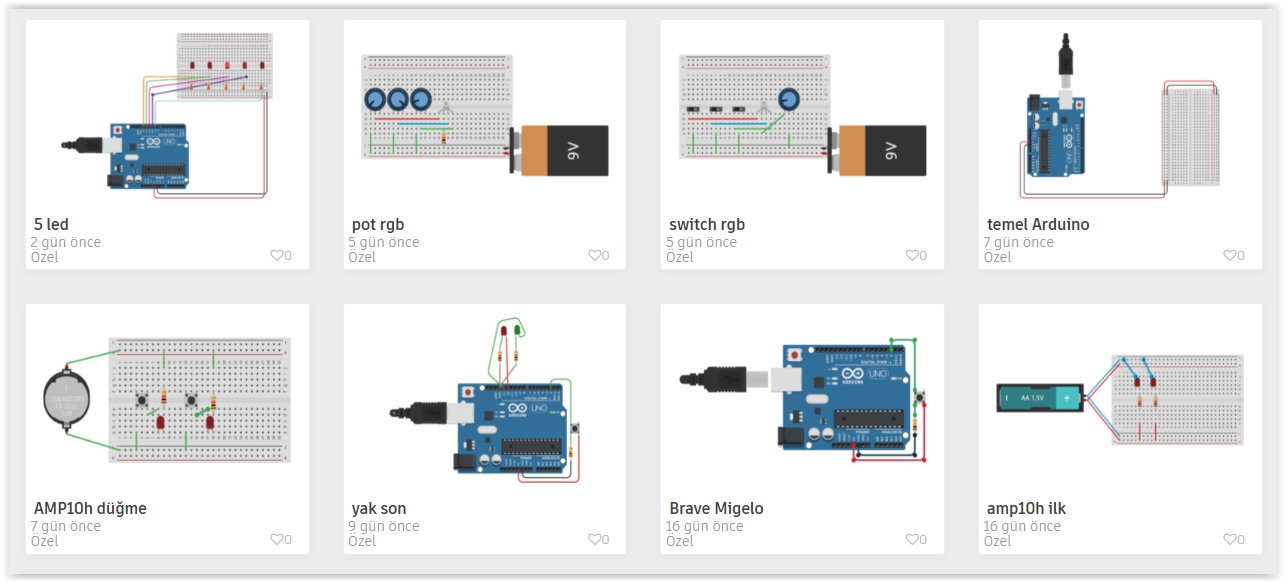 5 led
2 gün önce
Özel
0
pot rgb
5 gün önce
Özel
0
9V
switch rgb
5 gün önce
Özel
0
9V
temel Arduino
7 gün önce
Özel
0
AMP10h düğme
7 gün önce
Özel
0
UNO
ARDUINO
yak son
9 gün önce
Özel
0
UNO
ARDUINO
Brave Migelo
16 gün önce
Özel
0
AA 1.5V
amp10h ilk
16 gün önce
Özel
0